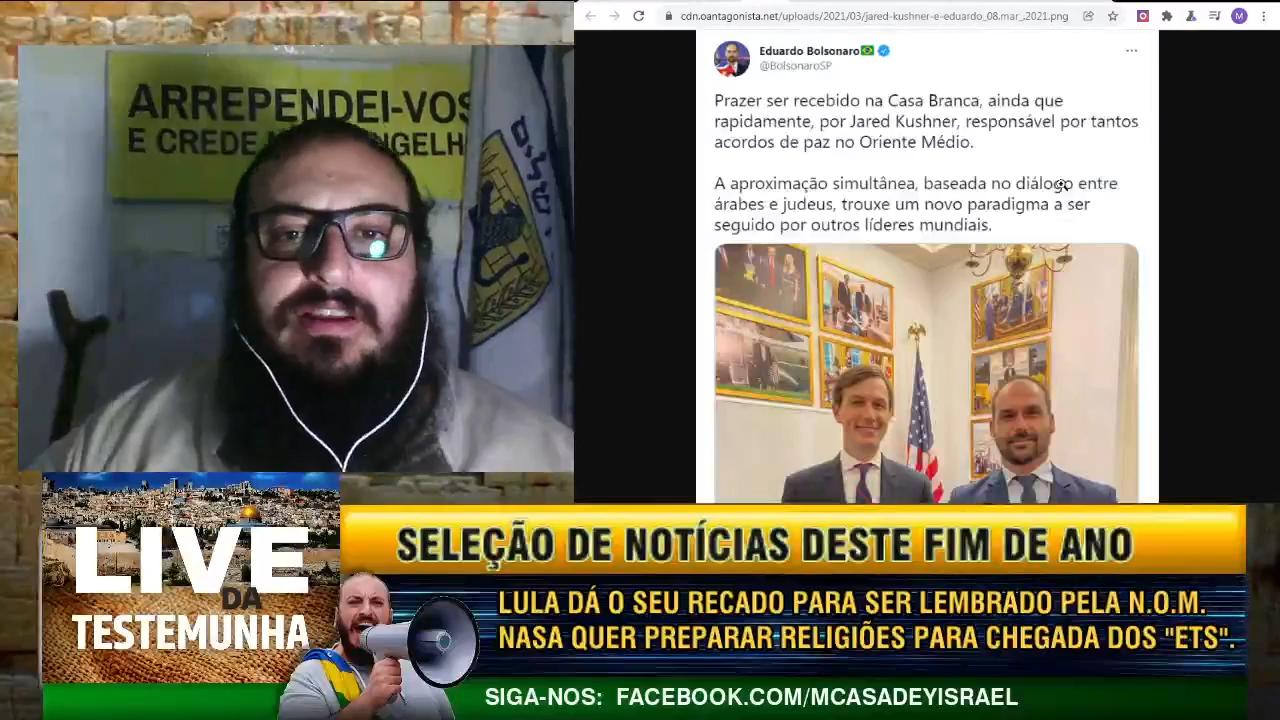 cdn.oantagonista.net/uploads/2021/03/jared-kushner-e-eduardo_08.mar_.2021.png
M
ARREPENDEI-VOS
E CREDE
Eduardo Bolsonaro
@BolsonaroSP
Prazer ser recebido na Casa Branca, ainda que
rapidamente, por Jared Kushner, responsável por tantos
acordos de paz no Oriente Médio.
A aproximação simultânea, baseada no diálogo entre
árabes e judeus, trouxe um novo paradigma a ser
seguido por outros líderes mundiais.
LIVE
DA
TESTEMUNHA
SELEÇÃO DE NOTÍCIAS DESTE FIM DE ANO
LULA DÁ O SEU RECADO PARA SER LEMBRADO PELA N.O.M.
NASA QUER PREPARAR RELIGIÕES PARA CHEGADA DOS "ETS".
SIGA-NOS: FACEBOOK.COM/MCASADEYISRAEL